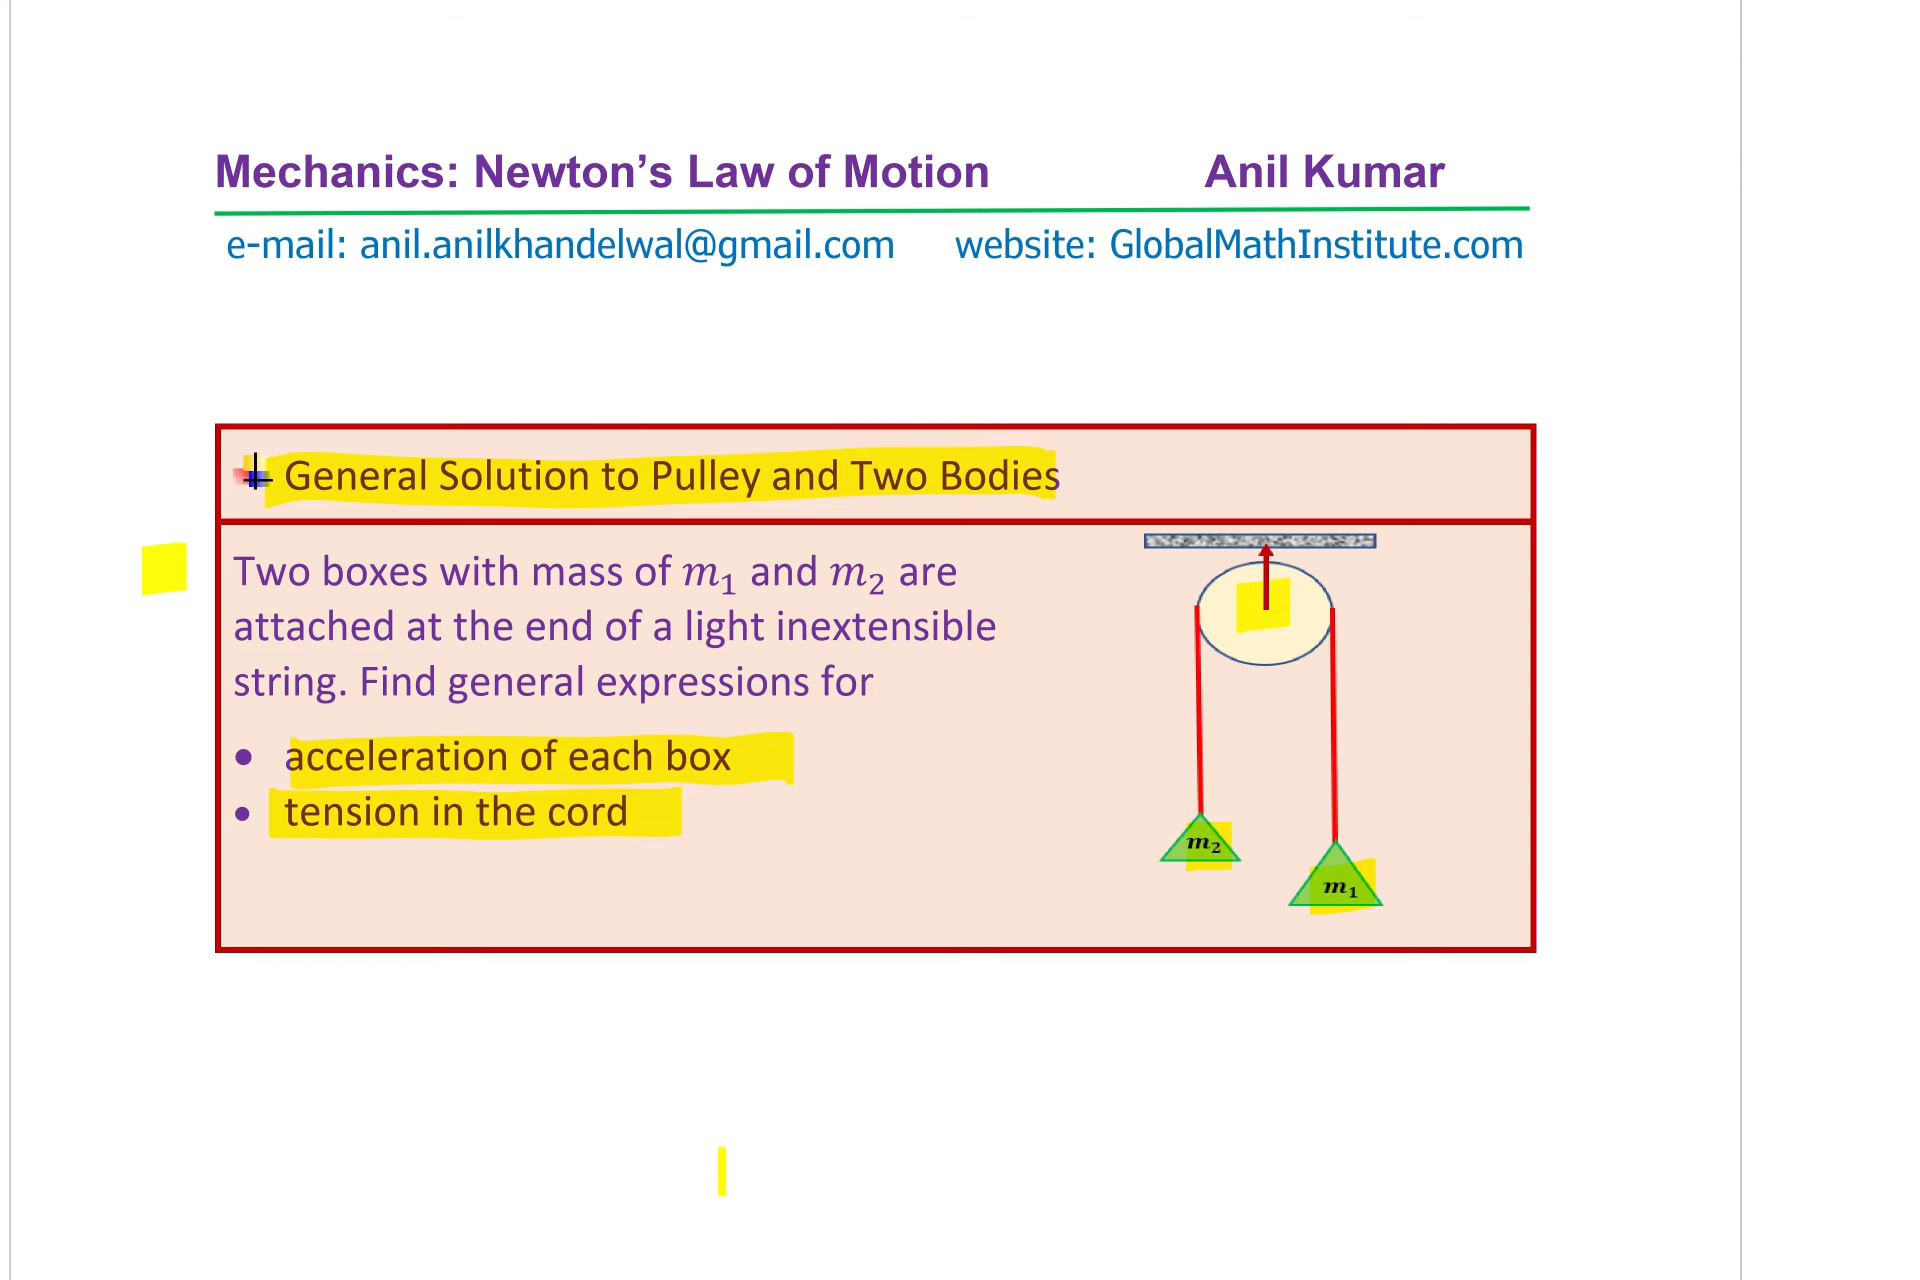 Mechanics: Newton’s Law of Motion Anil Kumar
e-mail: anil.anilkhandelwal@gmail.com website: GlobalMathInstitute.com
General Solution to Pulley and Two Bodies
Two boxes with mass of m₁ and m₂ are
attached at the end of a light inextensible
string. Find general expressions for
• acceleration of each box
• tension in the cord
m₂
m₁